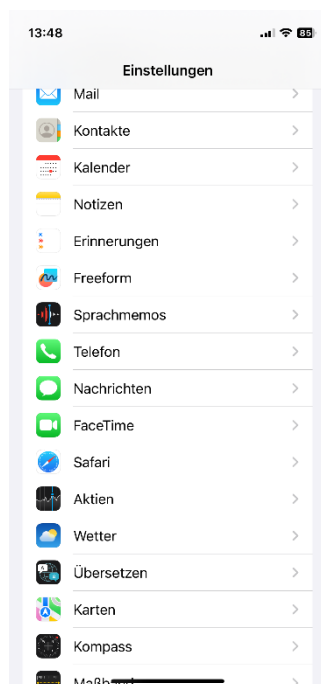 13:48
85
Einstellungen
Mail
Kontakte
Kalender
Notizen
Erinnerungen
Freeform
Sprachmemos
Telefon
Nachrichten
FaceTime
Safari
Aktien
Wetter
Übersetzen
Karten
Kompass
Maßband